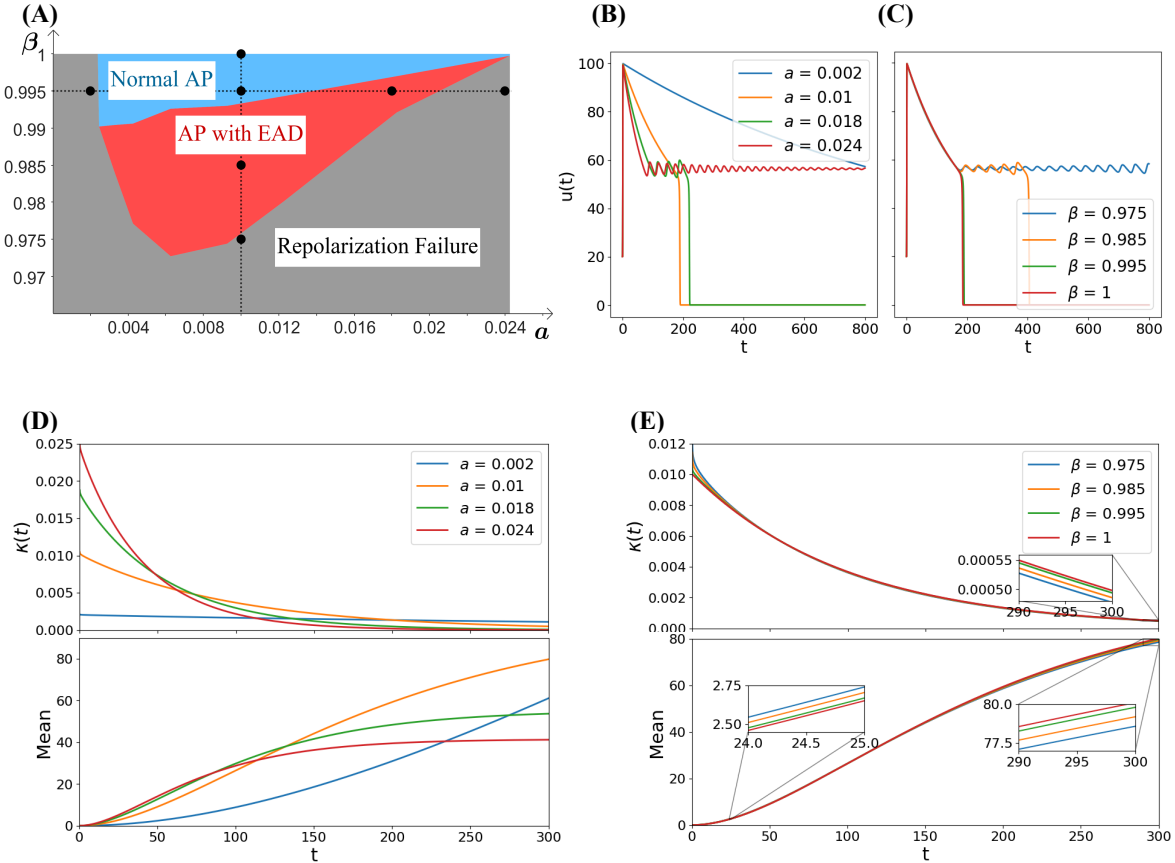 (A)
β
1
0.995
0.99
0.985
0.98
0.975
0.97
Normal AP
AP with EAD
Repolarization Failure
0.004 0.008 0.012 0.016 0.02 0.024
a
(B)
100
80
60
40
20
0
u(t)
a = 0.002
a = 0.01
a = 0.018
a = 0.024
0 200 400 600 800
t
(C)
β = 0.975
β = 0.985
β = 0.995
β = 1
0 200 400 600 800
t
(D)
0.025
0.020
0.015
0.010
0.005
0.000
κ(t)
a = 0.002
a = 0.01
a = 0.018
a = 0.024
80
60
40
20
0
Mean
0 50 100 150 200 250 300
t
(E)
0.012
0.010
0.008
0.006
0.004
0.002
0.000
κ(t)
β = 0.975
β = 0.985
β = 0.995
β = 1
0.00055
0.00050
290 295 300
80
60
40
20
0
Mean
2.75
2.50
24.0 24.5 25.0
80.0
77.5
290 295 300
0 50 100 150 200 250 300
t